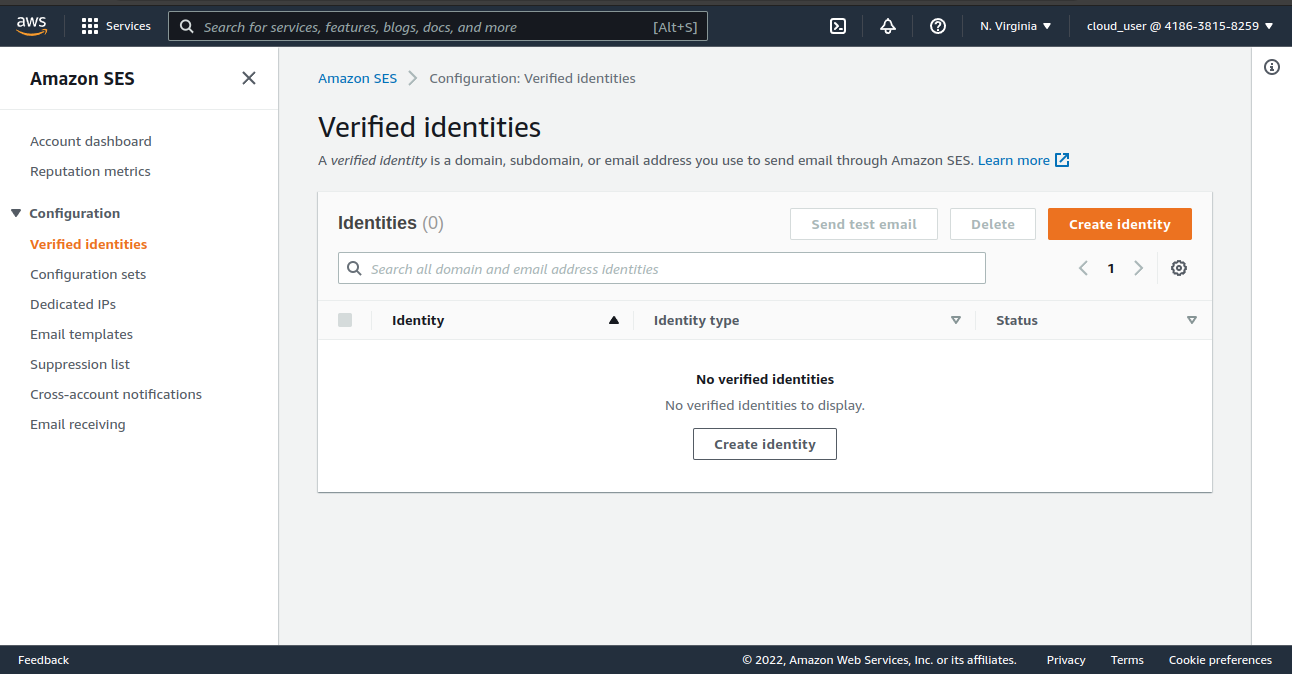 aws Services Search for services, features, blogs, docs, and more [Alt+S] N. Virginia cloud_user @ 4186-3815-8259
Amazon SES
Account dashboard
Reputation metrics
Configuration
Verified identities
Configuration sets
Dedicated IPs
Email templates
Suppression list
Cross-account notifications
Email receiving
Amazon SES Configuration: Verified identities
Verified identities
A verified identity is a domain, subdomain, or email address you use to send email through Amazon SES. Learn more
Identities (0) Send test email Delete Create identity
Search all domain and email address identities 1
Identity Identity type Status
No verified identities
No verified identities to display.
Create identity
Feedback © 2022, Amazon Web Services, Inc. or its affiliates. Privacy Terms Cookie preferences